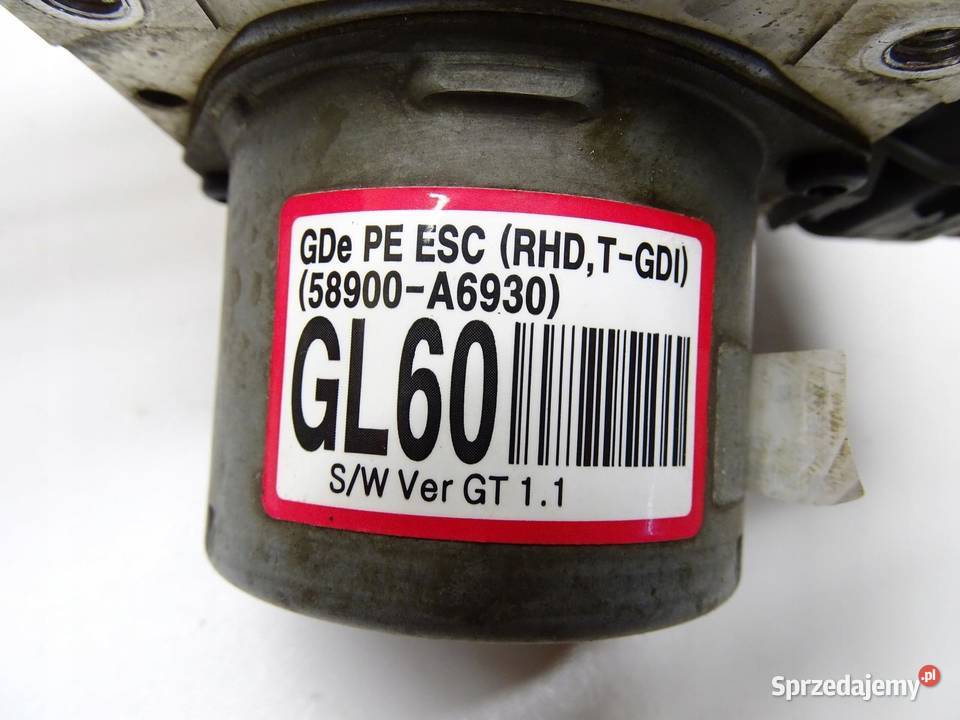 GDe PE ESC (RHD,T-GDI)
(58900-A6930)
GL60
S/W Ver GT 1.1
Sprzedajemy.pl